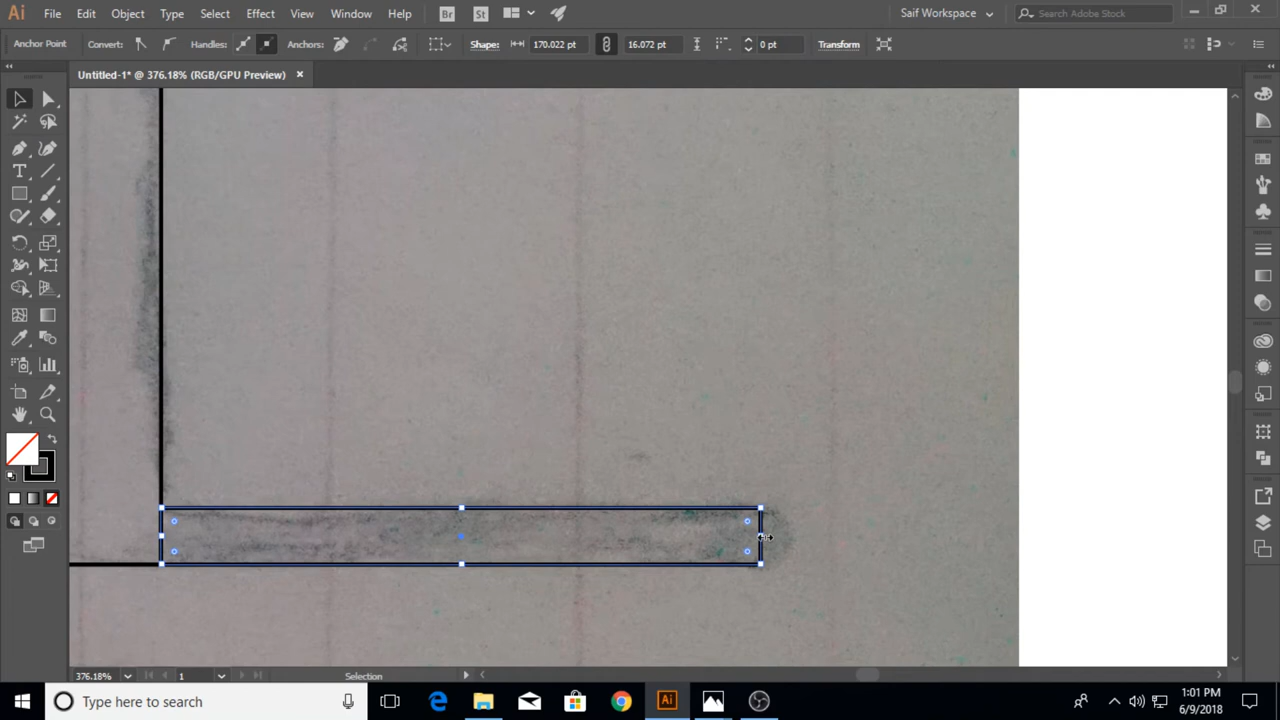 Ai File Edit Object Type Select Effect View Window Help Br St Saif Workspace Search Adobe Stock
Anchor Point Convert: Handles: Anchors: Shape: 170.022 pt 16.072 pt 0 pt Transform
Untitled-1* @ 376.18% (RGB/GPU Preview) ×
T
376.18% 1 Selection
Type here to search Ai 1:01 PM
6/9/2018